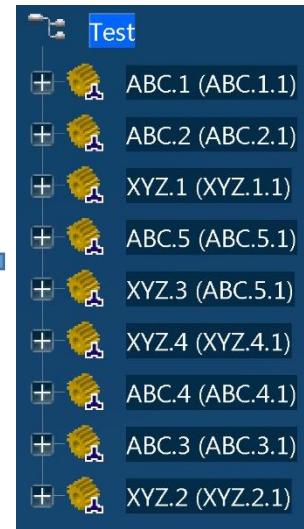 Test
ABC.1 (ABC.1.1)
ABC.2 (ABC.2.1)
XYZ.1 (XYZ.1.1)
ABC.5 (ABC.5.1)
XYZ.3 (ABC.5.1)
XYZ.4 (XYZ.4.1)
ABC.4 (ABC.4.1)
ABC.3 (ABC.3.1)
XYZ.2 (XYZ.2.1)